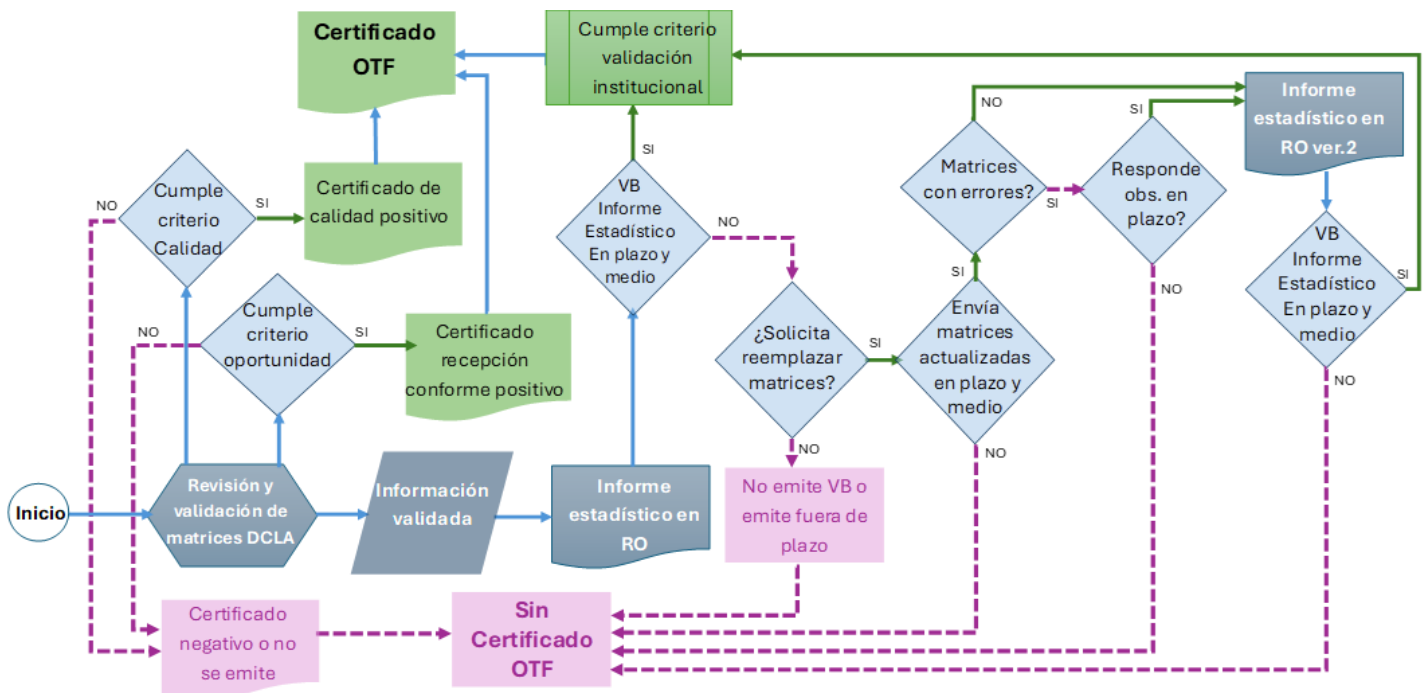 Certificado
OTF
Cumple criterio
validación
institucional
Informe
estadístico en
RO ver.2
NO
SI
Matrices
con errores?
SI
Responde
obs. en
plazo?
NO
Cumple
criterio
Calidad
NO
SI
Certificado de
calidad positivo
SI
VB
Informe
Estadístico
En plazo y
medio
NO
VB
Informe
Estadístico
En plazo y
medio
SI
NO
Cumple
criterio
oportunidad
NO
SI
Certificado
recepción
conforme positivo
¿Solicita
reemplazar
matrices?
SI
NO
SI
Envía
matrices
actualizadas
en plazo y
medio
NO
Inicio
Revisión y
validación de
matrices DCLA
Información
validada
Informe
estadístico en
RO
No emite VB o
emite fuera de
plazo
Certificado
negativo o no
se emite
Sin
Certificado
OTF